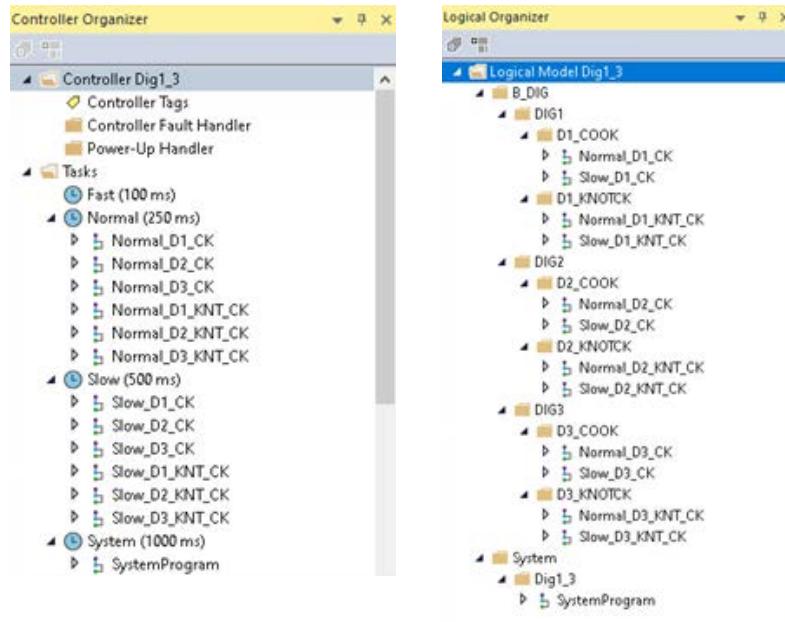 Controller Organizer
Controller Dig1_3
Controller Tags
Controller Fault Handler
Power-Up Handler
Tasks
Fast (100 ms)
Normal (250 ms)
Normal_D1_CK
Normal_D2_CK
Normal_D3_CK
Normal_D1_KNT_CK
Normal_D2_KNT_CK
Normal_D3_KNT_CK
Slow (500 ms)
Slow_D1_CK
Slow_D2_CK
Slow_D3_CK
Slow_D1_KNT_CK
Slow_D2_KNT_CK
Slow_D3_KNT_CK
System (1000 ms)
SystemProgram
Logical Organizer
Logical Model Dig1_3
B_DIG
DIG1
D1_COOK
Normal_D1_CK
Slow_D1_CK
D1_KNOTCK
Normal_D1_KNT_CK
Slow_D1_KNT_CK
DIG2
D2_COOK
Normal_D2_CK
Slow_D2_CK
D2_KNOTCK
Normal_D2_KNT_CK
Slow_D2_KNT_CK
DIG3
D3_COOK
Normal_D3_CK
Slow_D3_CK
D3_KNOTCK
Normal_D3_KNT_CK
Slow_D3_KNT_CK
System
Dig1_3
SystemProgram